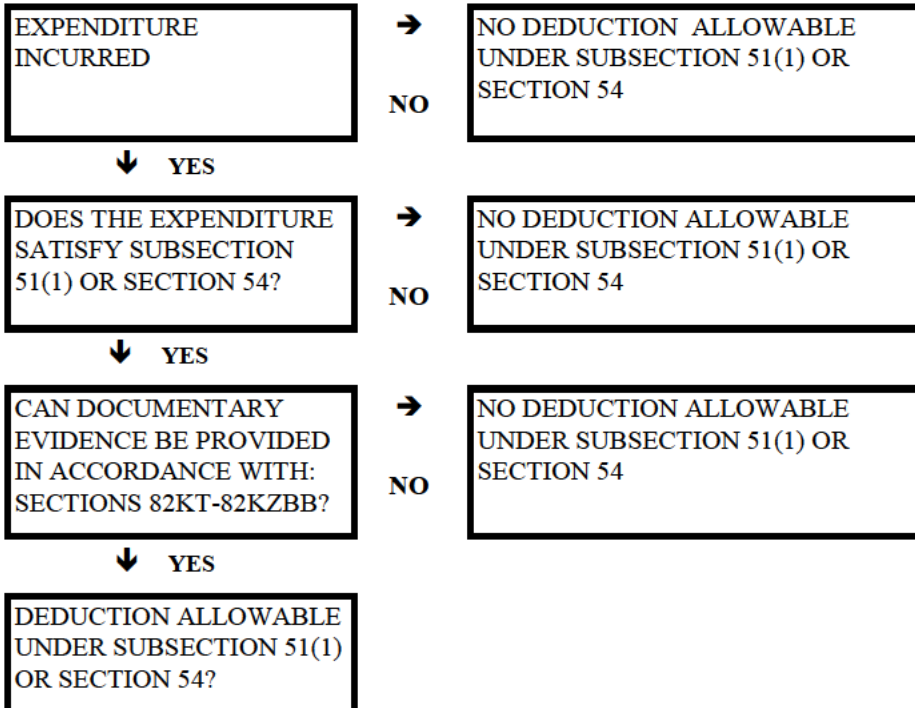 EXPENDITURE
INCURRED
➔
NO
NO DEDUCTION ALLOWABLE
UNDER SUBSECTION 51(1) OR
SECTION 54
YES
DOES THE EXPENDITURE
SATISFY SUBSECTION
51(1) OR SECTION 54?
➔
NO
NO DEDUCTION ALLOWABLE
UNDER SUBSECTION 51(1) OR
SECTION 54
YES
CAN DOCUMENTARY
EVIDENCE BE PROVIDED
IN ACCORDANCE WITH:
SECTIONS 82KT-82KZBB?
➔
NO
NO DEDUCTION ALLOWABLE
UNDER SUBSECTION 51(1) OR
SECTION 54
YES
DEDUCTION ALLOWABLE
UNDER SUBSECTION 51(1)
OR SECTION 54?